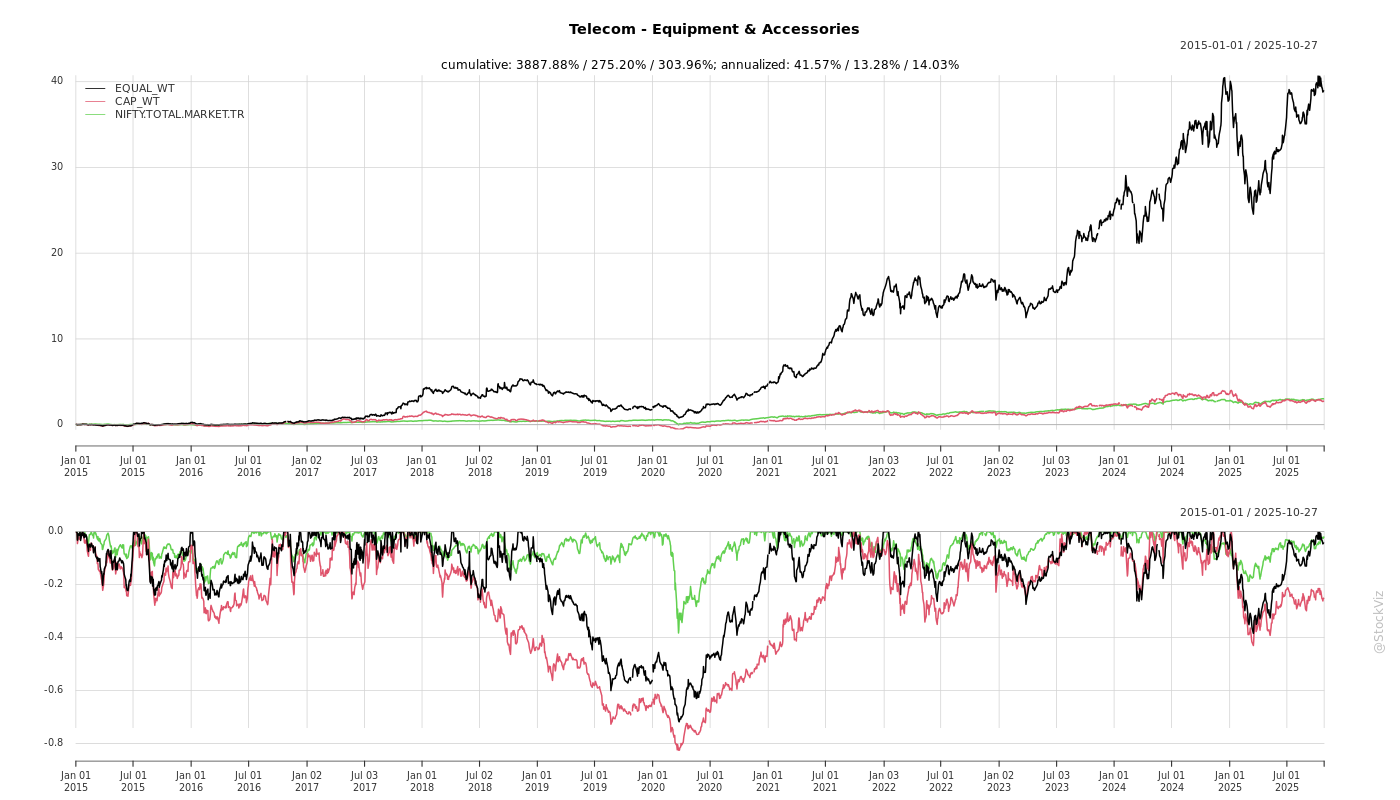 Telecom - Equipment & Accessories
2015-01-01 / 2025-10-27
cumulative: 3887.88% / 275.20% / 303.96%; annualized: 41.57% / 13.28% / 14.03%
EQUAL_WT
CAP_WT
NIFTY.TOTAL.MARKET.TR
40
30
20
10
0
Jan 01 Jul 01 Jan 01 Jul 01 Jan 02 Jul 03 Jan 01 Jul 02 Jan 01 Jul 01 Jan 01 Jul 01 Jan 01 Jul 01 Jan 03 Jul 01 Jan 02 Jul 03 Jan 01 Jul 01 Jan 01 Jul 01
2015 2015 2016 2016 2017 2017 2018 2018 2019 2019 2020 2020 2021 2021 2022 2022 2023 2023 2024 2024 2025 2025
2015-01-01 / 2025-10-27
0.0
-0.2
-0.4
-0.6
-0.8
Jan 01 Jul 01 Jan 01 Jul 01 Jan 02 Jul 03 Jan 01 Jul 02 Jan 01 Jul 01 Jan 01 Jul 01 Jan 01 Jul 01 Jan 03 Jul 01 Jan 02 Jul 03 Jan 01 Jul 01 Jan 01 Jul 01
2015 2015 2016 2016 2017 2017 2018 2018 2019 2019 2020 2020 2021 2021 2022 2022 2023 2023 2024 2024 2025 2025
@StockViz